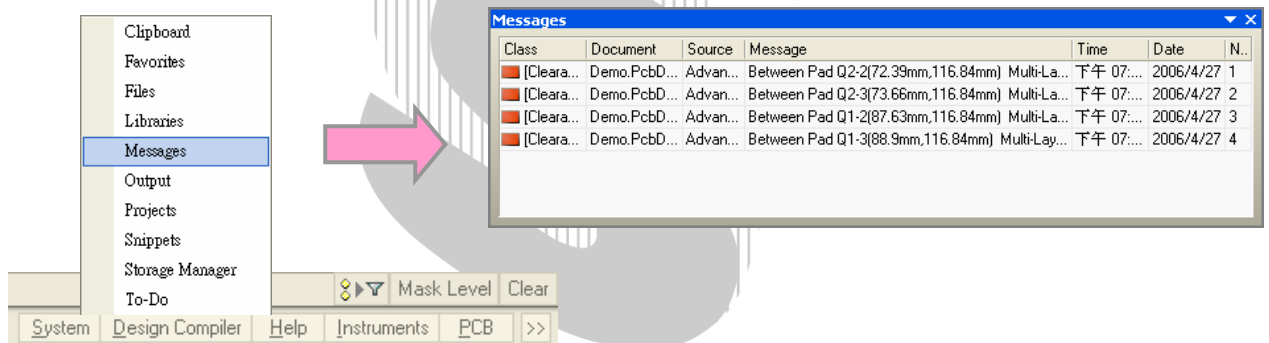 Clipboard
Favorites
Files
Libraries
Messages
Output
Projects
Snippets
Storage Manager
To-Do
Mask Level Clear
System Design Compiler Help Instruments PCB >>
Messages
Class Document Source Message Time Date N..
[Cleara... Demo.PcbD... Advan... Between Pad Q2-2(72.39mm,116.84mm) Multi-La... 下午 07:... 2006/4/27 1
[Cleara... Demo.PcbD... Advan... Between Pad Q2-3(73.66mm,116.84mm) Multi-La... 下午 07:... 2006/4/27 2
[Cleara... Demo.PcbD... Advan... Between Pad Q1-2(87.63mm,116.84mm) Multi-La... 下午 07:... 2006/4/27 3
[Cleara... Demo.PcbD... Advan... Between Pad Q1-3(88.9mm,116.84mm) Multi-Lay... 下午 07:... 2006/4/27 4